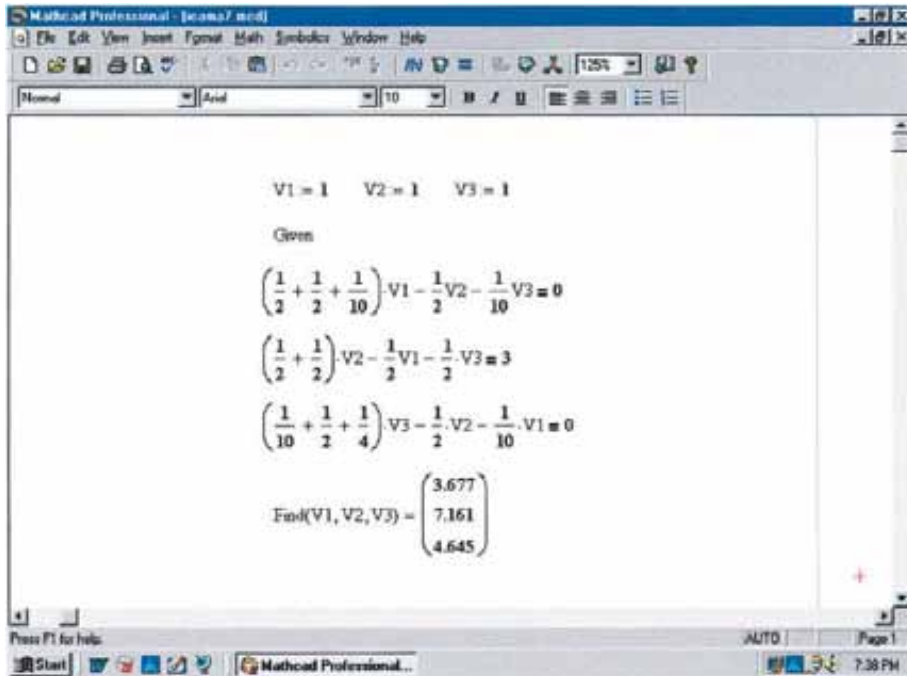 Mathcad Professional - [ecama7.mcd]
File Edit View Insert Format Math Symbolics Window Help
125%
Normal Arial 10 B I U
V1 := 1 V2 := 1 V3 := 1
Given
(1/2 + 1/2 + 1/10)·V1 − 1/2 V2 − 1/10 V3 = 0
(1/2 + 1/2)·V2 − 1/2 V1 − 1/2·V3 = 3
(1/10 + 1/2 + 1/4)·V3 − 1/2·V2 − 1/10·V1 = 0
Find(V1, V2, V3) = (3.677 7.161 4.645)
Press F1 for help.
AUTO Page 1
Start Mathcad Professional... 7:38 PM